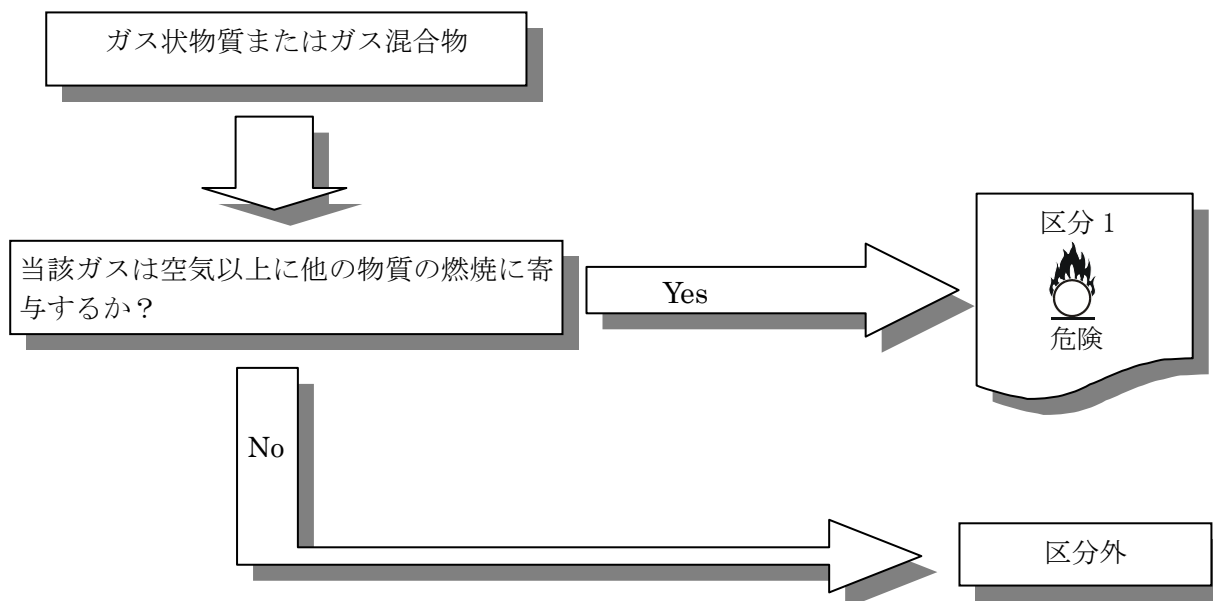 ガス状物質またはガス混合物
当該ガスは空気以上に他の物質の燃焼に寄
与するか？
Yes
区分 1
危険
No
区分外